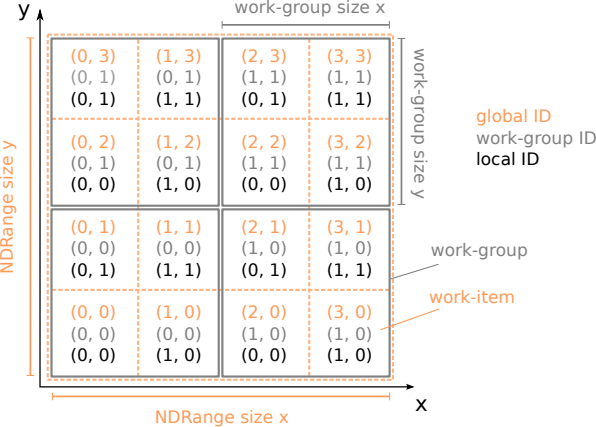 work-group size x
y
(0, 3) (1, 3) (2, 3) (3, 3)
(0, 1) (0, 1) (1, 1) (1, 1)
(0, 1) (1, 1) (0, 1) (1, 1)
(0, 2) (1, 2) (2, 2) (3, 2)
(0, 1) (0, 1) (1, 1) (1, 1)
(0, 0) (1, 0) (0, 0) (1, 0)
work-group size y
global ID
work-group ID
local ID
NDRange size y
(0, 1) (1, 1) (2, 1) (3, 1)
(0, 0) (0, 0) (1, 0) (1, 0)
(0, 1) (1, 1) (0, 1) (1, 1)
work-group
work-item
(0, 0) (1, 0) (2, 0) (3, 0)
(0, 0) (0, 0) (1, 0) (1, 0)
(0, 0) (1, 0) (0, 0) (1, 0)
x
NDRange size x